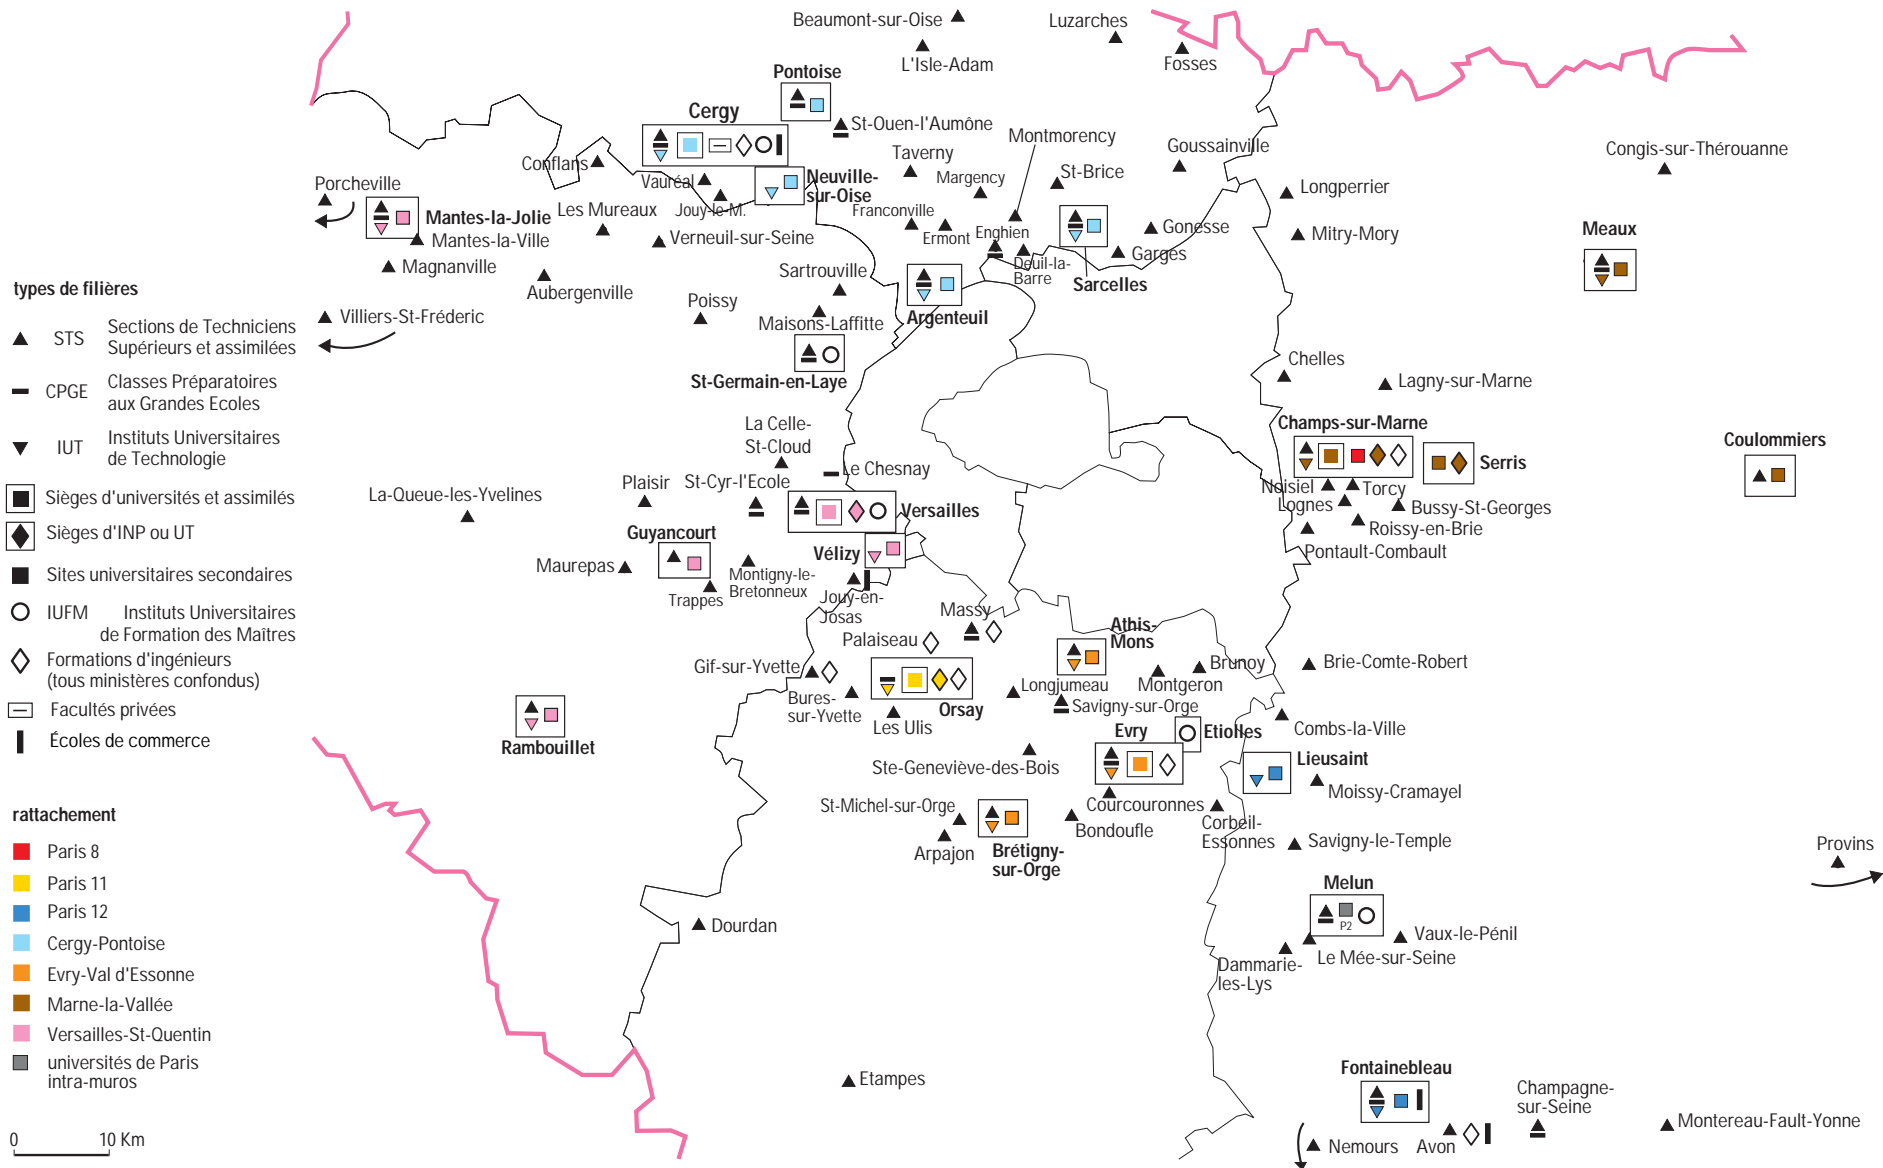 Beaumont-sur-Oise
Luzarches
L'Isle-Adam
Fosses
Pontoise
Cergy
St-Ouen-l'Aumône
Montmorency
Goussainville
Congis-sur-Thérouanne
Conflans
Taverny
St-Brice
Porcheville
Vauréal
Neuville-
sur-Oise
Margency
Longperrier
Mantes-la-Jolie
Les Mureaux
Jouy-le-M.
Franconville
Ermont
Enghien
Gonesse
Mitry-Mory
Meaux
Mantes-la-Ville
Verneuil-sur-Seine
Garges
Magnanville
Sartrouville
Deuil-la-
Barre
Sarcelles
Aubergenville
Poissy
Villiers-St-Fréderic
Maisons-Laffitte
Argenteuil
St-Germain-en-Laye
Chelles
Lagny-sur-Marne
La Celle-
St-Cloud
Champs-sur-Marne
Coulommiers
Le Chesnay
Serris
La-Queue-les-Yvelines
Plaisir
St-Cyr-l'Ecole
Versailles
Noisiel
Torcy
Lognes
Bussy-St-Georges
Roissy-en-Brie
Guyancourt
Vélizy
Pontault-Combault
Maurepas
Montigny-le-
Bretonneux
Trappes
Jouy-en-
Josas
Massy
Athis-
Mons
Palaiseau
Gif-sur-Yvette
Brunoy
Brie-Comte-Robert
Longjumeau
Montgeron
Bures-
sur-Yvette
Orsay
Savigny-sur-Orge
Les Ulis
Rambouillet
Evry
Etiolles
Combs-la-Ville
Ste-Geneviève-des-Bois
Lieusaint
Moissy-Cramayel
St-Michel-sur-Orge
Courcouronnes
Bondoufle
Corbeil-
Essonnes
Arpajon
Brétigny-
sur-Orge
Savigny-le-Temple
Provins
Melun
P2
Dourdan
Vaux-le-Pénil
Le Mée-sur-Seine
Dammarie-
les-Lys
Etampes
Fontainebleau
Champagne-
sur-Seine
Montereau-Fault-Yonne
Nemours
Avon
types de filières
STS Sections de Techniciens
Supérieurs et assimilées
CPGE Classes Préparatoires
aux Grandes Ecoles
IUT Instituts Universitaires
de Technologie
Sièges d'universités et assimilés
Sièges d'INP ou UT
Sites universitaires secondaires
IUFM Instituts Universitaires
de Formation des Maîtres
Formations d'ingénieurs
(tous ministères confondus)
Facultés privées
Écoles de commerce
rattachement
Paris 8
Paris 11
Paris 12
Cergy-Pontoise
Evry-Val d'Essonne
Marne-la-Vallée
Versailles-St-Quentin
universités de Paris
intra-muros
0 10 Km